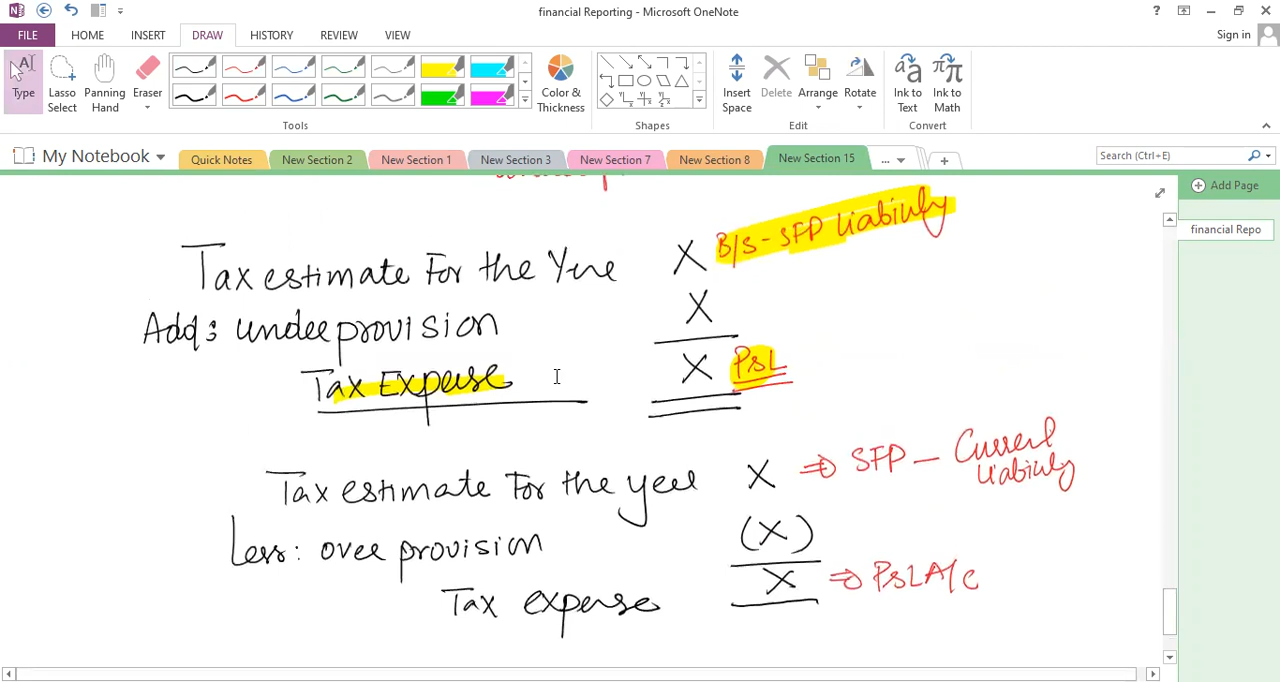 financial Reporting - Microsoft OneNote
Sign in
FILE HOME INSERT DRAW HISTORY REVIEW VIEW
Type
Lasso Select
Panning Hand
Eraser
Color & Thickness
Insert Space
Delete
Arrange
Rotate
Ink to Text
Ink to Math
Tools
Shapes
Edit
Convert
My Notebook
Quick Notes
New Section 2
New Section 1
New Section 3
New Section 7
New Section 8
New Section 15
...
Search (Ctrl+E)
Add Page
financial Repo
Tax estimate For the Year X B/S - SFP Liability
Add: underprovision X
Tax Expense X P&L
Tax estimate For the year X => SFP - Current liability
Less: over provision (X)
Tax expense X => P&L A/c